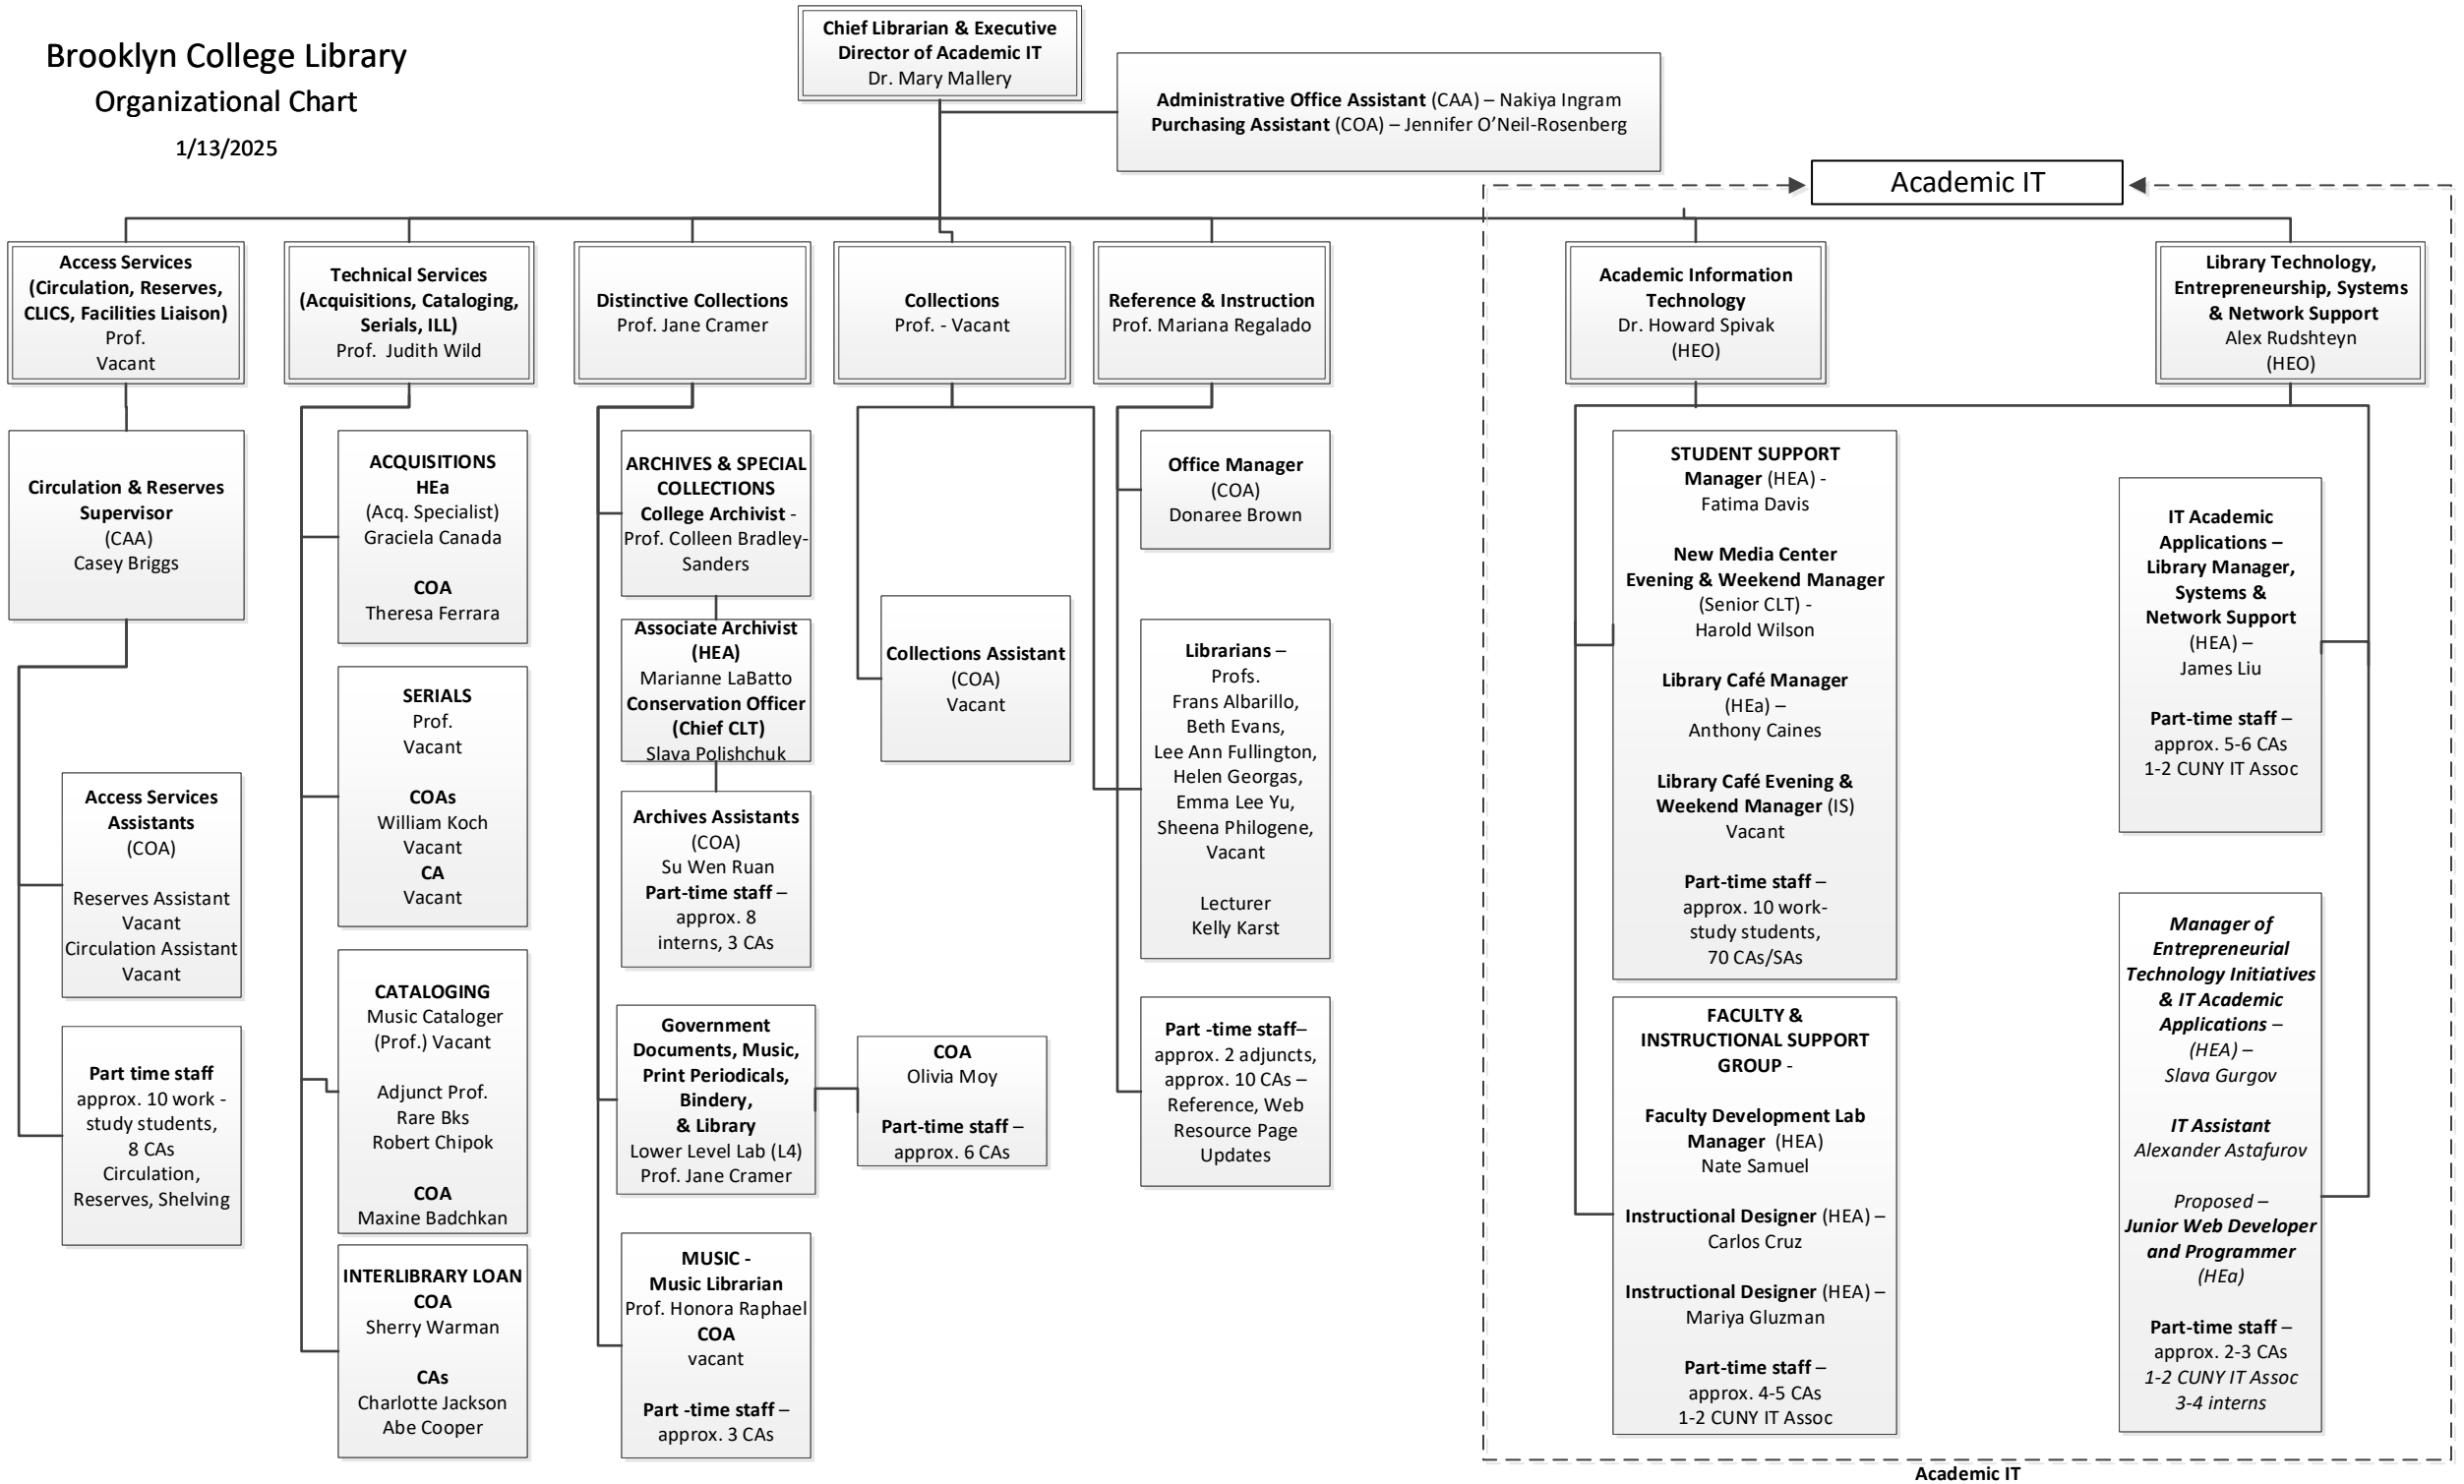 Brooklyn College Library
Organizational Chart
1/13/2025
Chief Librarian & Executive
Director of Academic IT
Dr. Mary Mallery
Administrative Office Assistant (CAA) – Nakiya Ingram
Purchasing Assistant (COA) – Jennifer O’Neil-Rosenberg
Academic IT
Access Services
(Circulation, Reserves,
CLICS, Facilities Liaison)
Prof.
Vacant
Technical Services
(Acquisitions, Cataloging,
Serials, ILL)
Prof. Judith Wild
Distinctive Collections
Prof. Jane Cramer
Collections
Prof. - Vacant
Reference & Instruction
Prof. Mariana Regalado
Academic Information
Technology
Dr. Howard Spivak
(HEO)
Library Technology,
Entrepreneurship, Systems
& Network Support
Alex Rudshteyn
(HEO)
Circulation & Reserves
Supervisor
(CAA)
Casey Briggs
Access Services
Assistants
(COA)
Reserves Assistant
Vacant
Circulation Assistant
Vacant
Part time staff
approx. 10 work -
study students,
8 CAs
Circulation,
Reserves, Shelving
ACQUISITIONS
HEa
(Acq. Specialist)
Graciela Canada
COA
Theresa Ferrara
SERIALS
Prof.
Vacant
COAs
William Koch
Vacant
CA
Vacant
CATALOGING
Music Cataloger
(Prof.) Vacant
Adjunct Prof.
Rare Bks
Robert Chipok
COA
Maxine Badchkan
INTERLIBRARY LOAN
COA
Sherry Warman
CAs
Charlotte Jackson
Abe Cooper
ARCHIVES & SPECIAL
COLLECTIONS
College Archivist -
Prof. Colleen Bradley-
Sanders
Associate Archivist
(HEA)
Marianne LaBatto
Conservation Officer
(Chief CLT)
Slava Polishchuk
Archives Assistants
(COA)
Su Wen Ruan
Part-time staff –
approx. 8
interns, 3 CAs
Government
Documents, Music,
Print Periodicals,
Bindery,
& Library
Lower Level Lab (L4)
Prof. Jane Cramer
COA
Olivia Moy
Part-time staff –
approx. 6 CAs
MUSIC -
Music Librarian
Prof. Honora Raphael
COA
vacant
Part -time staff –
approx. 3 CAs
Collections Assistant
(COA)
Vacant
Office Manager
(COA)
Donaree Brown
Librarians –
Profs.
Frans Albarillo,
Beth Evans,
Lee Ann Fullington,
Helen Georgas,
Emma Lee Yu,
Sheena Philogene,
Vacant
Lecturer
Kelly Karst
Part -time staff–
approx. 2 adjuncts,
approx. 10 CAs –
Reference, Web
Resource Page
Updates
STUDENT SUPPORT
Manager (HEA) -
Fatima Davis
New Media Center
Evening & Weekend Manager
(Senior CLT) -
Harold Wilson
Library Café Manager
(HEa) –
Anthony Caines
Library Café Evening &
Weekend Manager (IS)
Vacant
Part-time staff –
approx. 10 work-
study students,
70 CAs/SAs
FACULTY &
INSTRUCTIONAL SUPPORT
GROUP -
Faculty Development Lab
Manager (HEA)
Nate Samuel
Instructional Designer (HEA) –
Carlos Cruz
Instructional Designer (HEA) –
Mariya Gluzman
Part-time staff –
approx. 4-5 CAs
1-2 CUNY IT Assoc
IT Academic
Applications –
Library Manager,
Systems &
Network Support
(HEA) –
James Liu
Part-time staff –
approx. 5-6 CAs
1-2 CUNY IT Assoc
Manager of
Entrepreneurial
Technology Initiatives
& IT Academic
Applications –
(HEA) –
Slava Gurgov
IT Assistant
Alexander Astafurov
Proposed –
Junior Web Developer
and Programmer
(HEa)
Part-time staff –
approx. 2-3 CAs
1-2 CUNY IT Assoc
3-4 interns
Academic IT